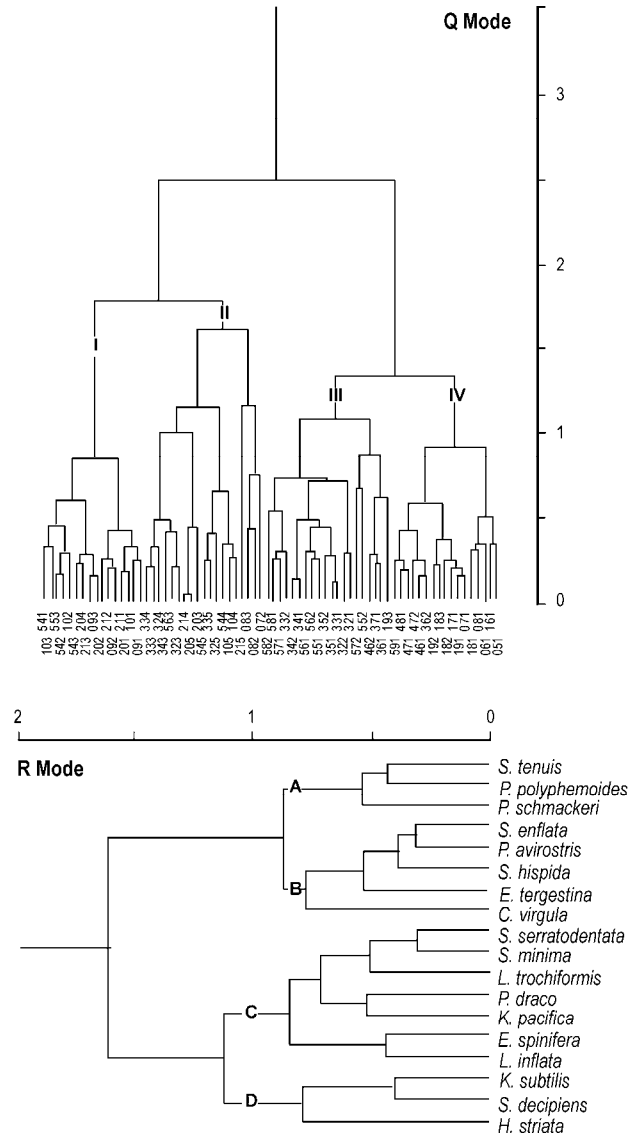 Q Mode
3
2
1
0
I
II
III
IV
541 553 102 204 093 212 211 101 334 324 563 214 203 335 544 104 083 072 581 332 341 562 352 331 321 552 371 193 481 472 362 183 171 071 081 161
103 542 543 213 202 092 201 091 333 343 323 205 545 325 105 215 082 582 571 342 561 551 351 322 572 462 361 591 471 461 192 182 191 181 061 051
2 1 0
R Mode
A
B
C
D
S. tenuis
P. polyphemoides
P. schmackeri
S. enflata
P. avirostris
S. hispida
E. tergestina
C. virgula
S. serratodentata
S. minima
L. trochiformis
P. draco
K. pacifica
E. spinifera
L. inflata
K. subtilis
S. decipiens
H. striata